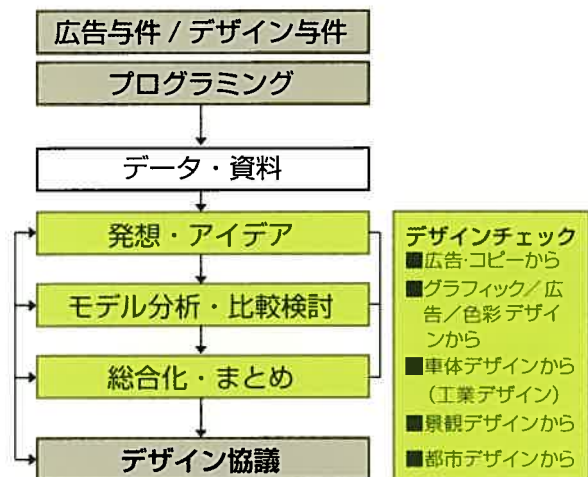 広告与件 / デザイン与件
プログラミング
データ・資料
発想・アイデア
モデル分析・比較検討
総合化・まとめ
デザイン協議
デザインチェック
■広告・コピーから
■グラフィック／広
告／色彩デザイ
ンから
■車体デザインから
（工業デザイン）
■景観デザインから
■都市デザインから